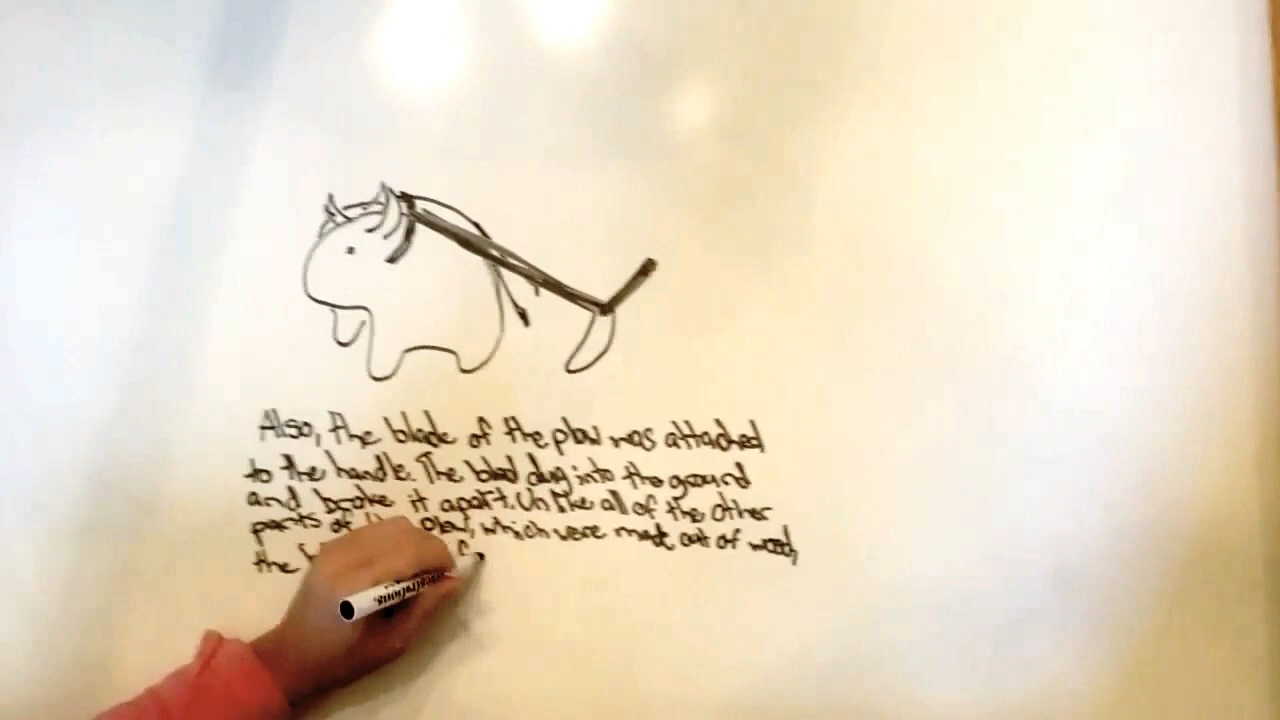 Also, the blade of the plow was attached
to the handle. The blad dug into the ground
and broke it apart. Unlike all of the other
parts of plow, which were made out of wood,
the